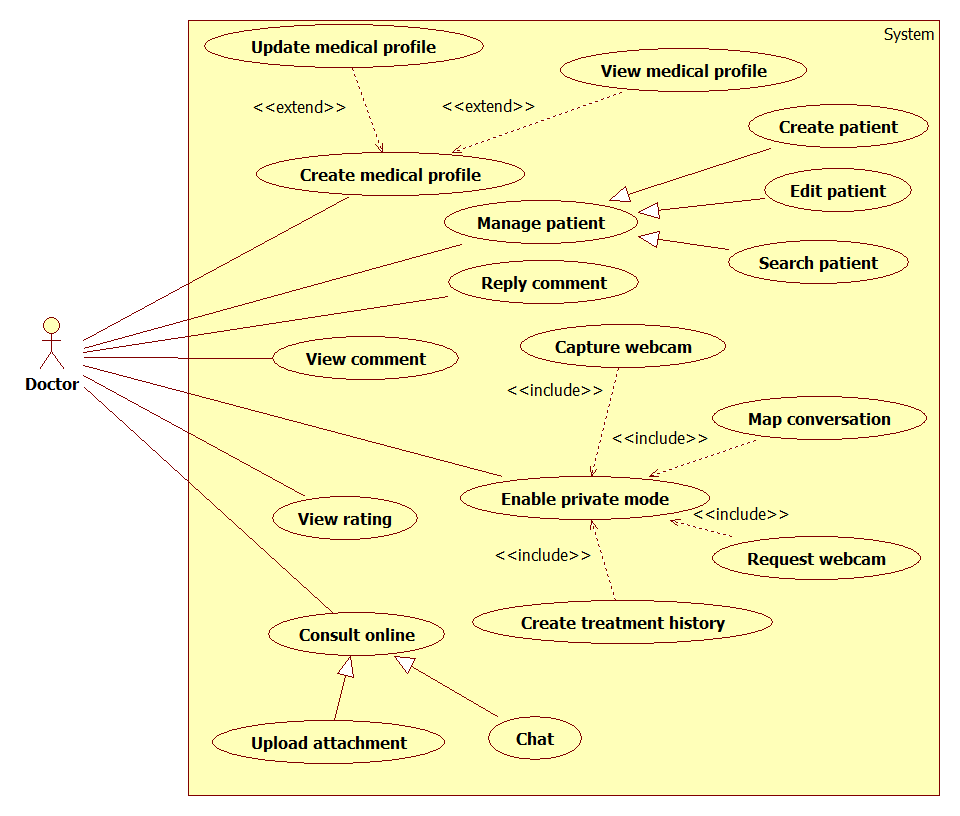 System
Update medical profile
View medical profile
<<extend>>
<<extend>>
Create patient
Create medical profile
Edit patient
Manage patient
Search patient
Reply comment
Capture webcam
View comment
Doctor
<<include>>
Map conversation
<<include>>
Enable private mode
<<include>>
View rating
<<include>>
Request webcam
Create treatment history
Consult online
Upload attachment
Chat